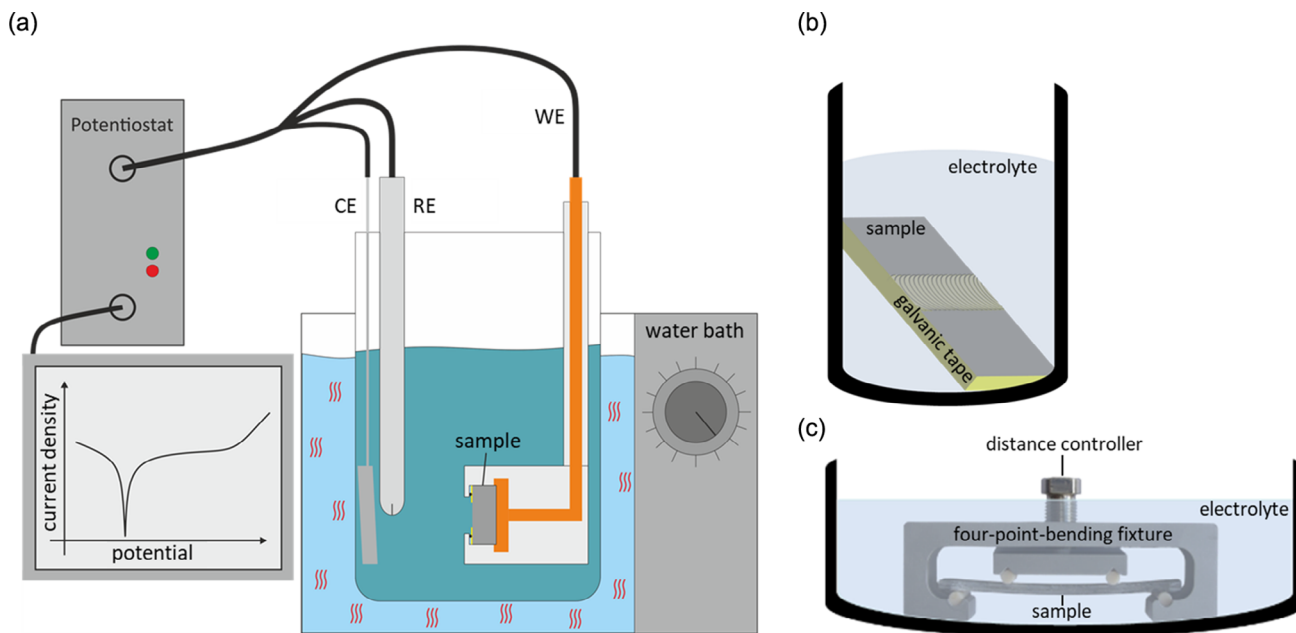 (a)
Potentiostat
WE
CE
RE
water bath
sample
current density
potential
(b)
electrolyte
sample
galvanic tape
(c)
distance controller
electrolyte
four-point-bending fixture
sample